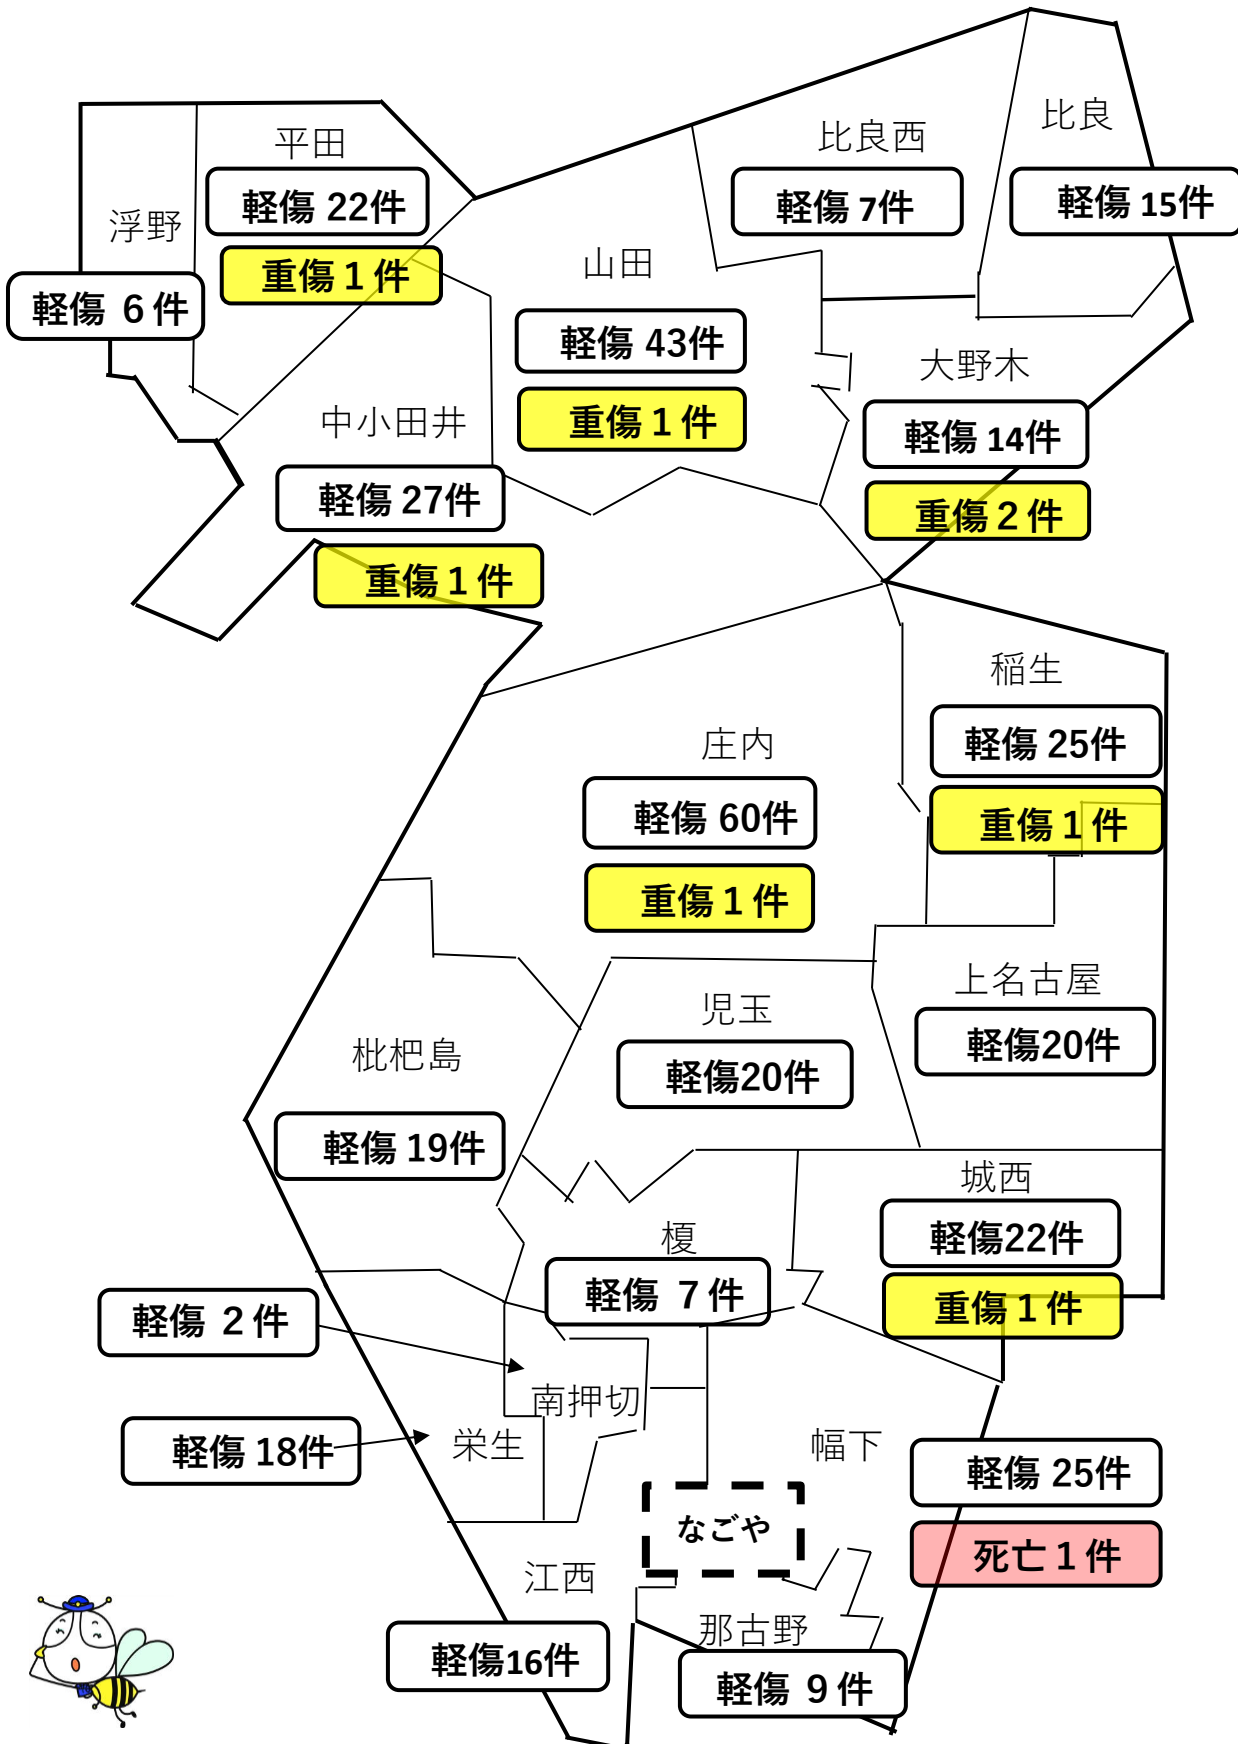 比良
比良西
平田
軽傷 15件
軽傷 7件
軽傷 22件
浮野
山田
重傷１件
軽傷 ６件
軽傷 43件
大野木
中小田井
重傷１件
軽傷 14件
軽傷 27件
重傷２件
重傷１件
稲生
庄内
軽傷 25件
軽傷 60件
重傷１件
重傷１件
上名古屋
児玉
軽傷20件
枇杷島
軽傷20件
軽傷 19件
城西
榎
軽傷22件
軽傷 ７件
重傷１件
軽傷 ２件
南押切
栄生
幅下
軽傷 18件
軽傷 25件
なごや
死亡１件
江西
那古野
軽傷16件
軽傷 ９件